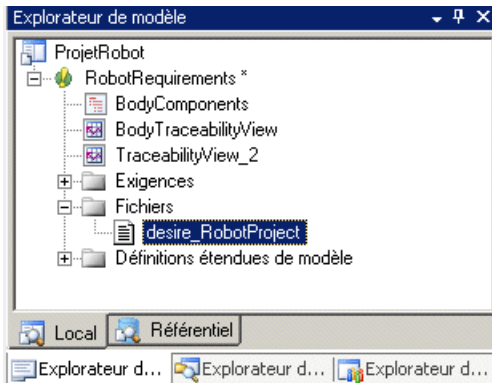 Explorateur de modèle
ProjetRobot
RobotRequirements *
BodyComponents
BodyTraceabilityView
TraceabilityView_2
Exigences
Fichiers
desire_RobotProject
Définitions étendues de modèle
Local Référentiel
Explorateur d... Explorateur d... Explorateur d...